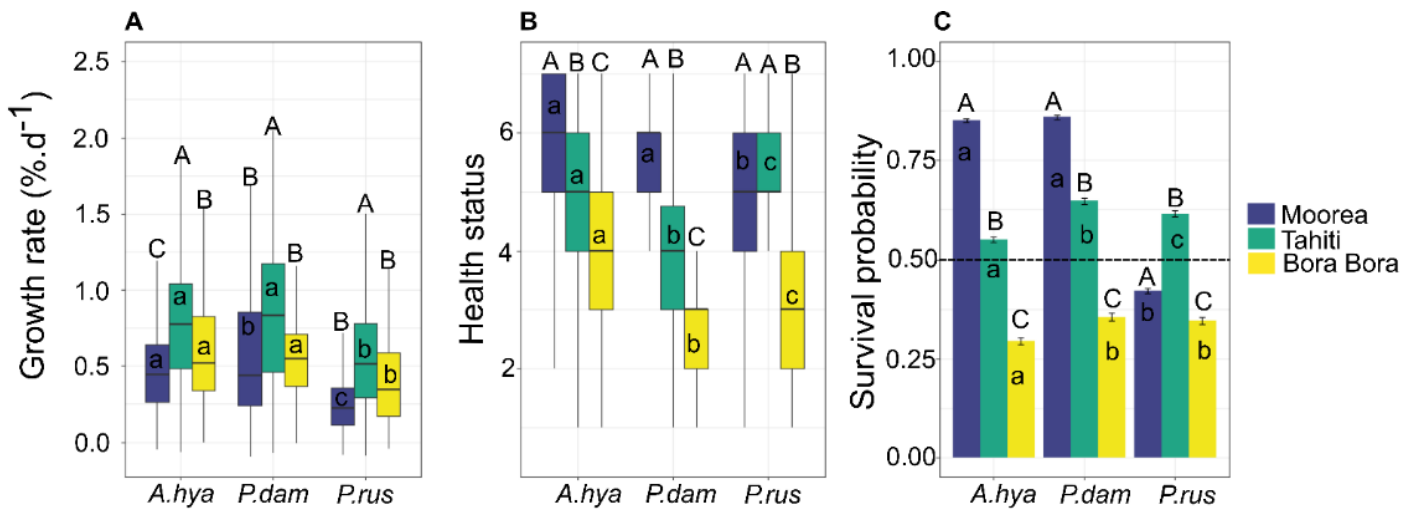 A
Growth rate (%.d-1)
2.5
2.0
1.5
1.0
0.5
0.0
C A B
a a a
B A B
b a a
B A B
c b b
A.hya P.dam P.rus
B
Health status
6
4
2
A B C
a a a
A B C
a b b
A A B
b c c
A.hya P.dam P.rus
C
Survival probability
1.00
0.75
0.50
0.25
0.00
A B C
a a a
A B C
a b b
A B C
b c b
A.hya P.dam P.rus
Moorea
Tahiti
Bora Bora